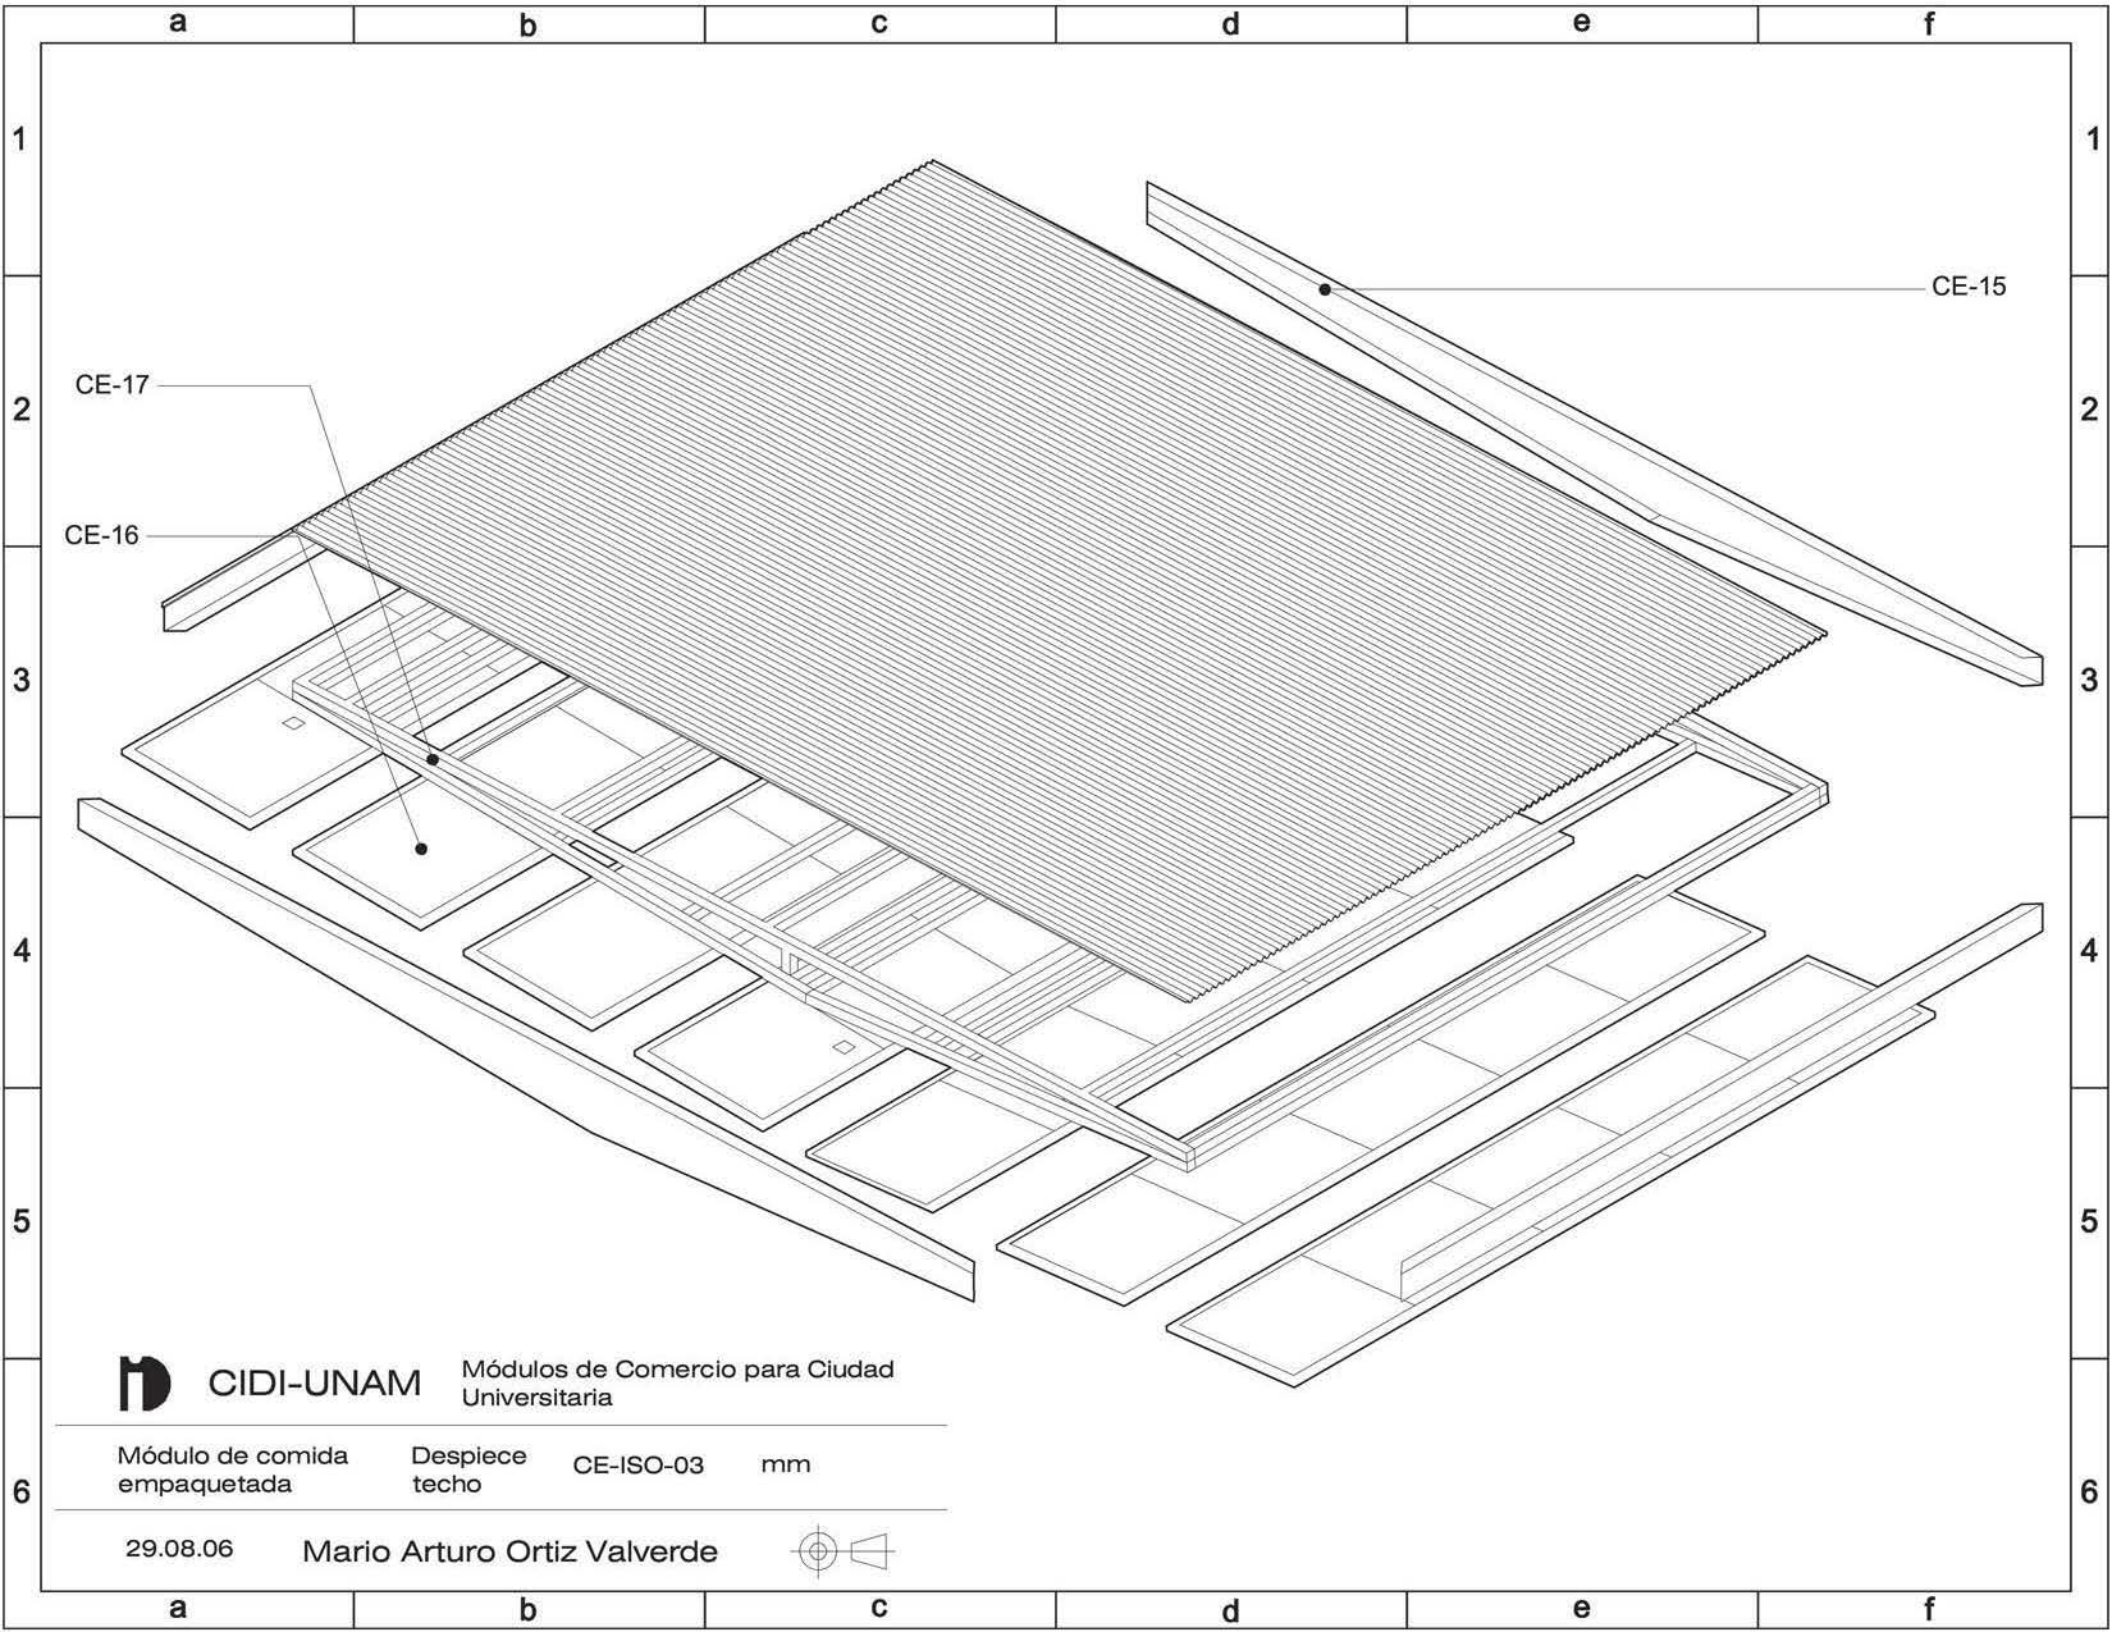 a b c d e f
1 1
CE-15
CE-17
2 2
CE-16
3 3
4 4
5 5
CIDI-UNAM
Módulos de Comercio para Ciudad
Universitaria
Módulo de comida
empaquetada
Despiece
techo
CE-ISO-03
mm
6 6
29.08.06
Mario Arturo Ortiz Valverde
a b c d e f